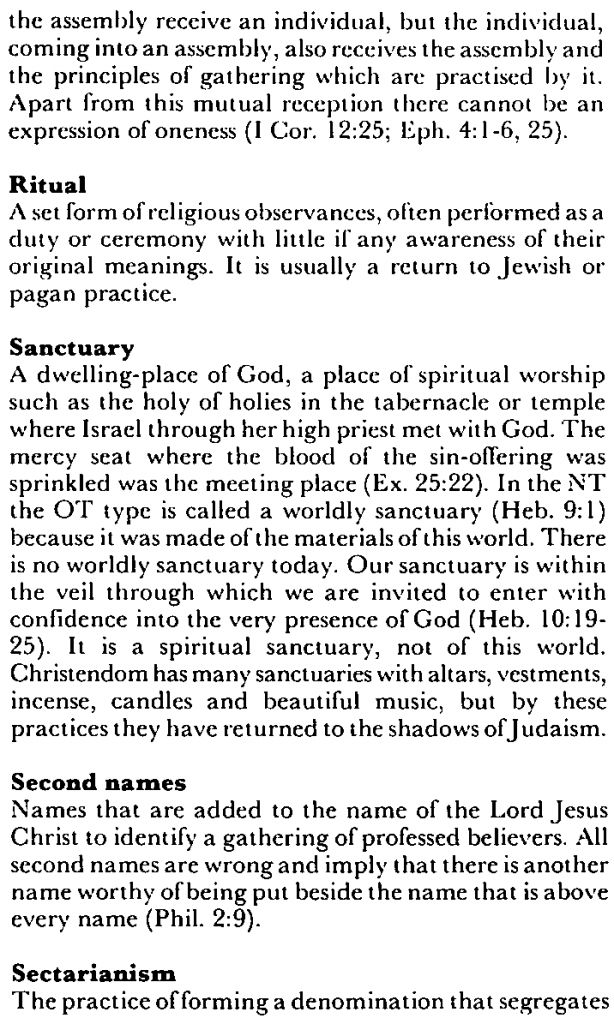 the assembly receive an individual, but the individual,
coming into an assembly, also receives the assembly and
the principles of gathering which are practised by it.
Apart from this mutual reception there cannot be an
expression of oneness (I Cor. 12:25; Eph. 4:1-6, 25).
Ritual
A set form of religious observances, often performed as a
duty or ceremony with little if any awareness of their
original meanings. It is usually a return to Jewish or
pagan practice.
Sanctuary
A dwelling-place of God, a place of spiritual worship
such as the holy of holies in the tabernacle or temple
where Israel through her high priest met with God. The
mercy seat where the blood of the sin-offering was
sprinkled was the meeting place (Ex. 25:22). In the NT
the OT type is called a worldly sanctuary (Heb. 9:1)
because it was made of the materials of this world. There
is no worldly sanctuary today. Our sanctuary is within
the veil through which we are invited to enter with
confidence into the very presence of God (Heb. 10:19-
25). It is a spiritual sanctuary, not of this world.
Christendom has many sanctuaries with altars, vestments,
incense, candles and beautiful music, but by these
practices they have returned to the shadows of Judaism.
Second names
Names that are added to the name of the Lord Jesus
Christ to identify a gathering of professed believers. All
second names are wrong and imply that there is another
name worthy of being put beside the name that is above
every name (Phil. 2:9).
Sectarianism
The practice of forming a denomination that segregates